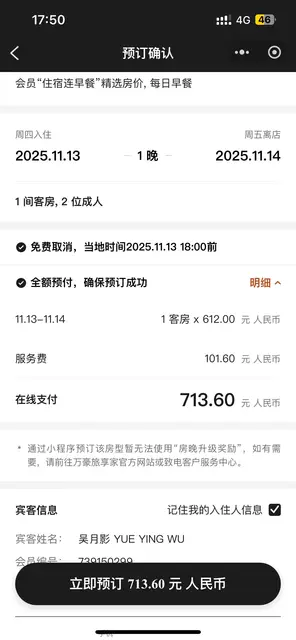 17:50
4G
46
预订确认
会员“住宿连早餐”精选房价, 每日早餐
周四入住
周五离店
2025.11.13
1 晚
2025.11.14
1 间客房, 2 位成人
免费取消，当地时间2025.11.13 18:00前
全额预付，确保预订成功
明细
11.13-11.14
1 客房 x 612.00 元 人民币
服务费
101.60 元 人民币
在线支付
713.60 元 人民币
* 通过小程序预订该房型暂无法使用“房晚升级奖励”，如有需
要，请前往万豪旅享家官方网站或致电客户服务中心。
宾客信息
记住我的入住人信息
宾客姓名：
吴月影 YUE YING WU
会员编号：
739150299
立即预订 713.60 元 人民币